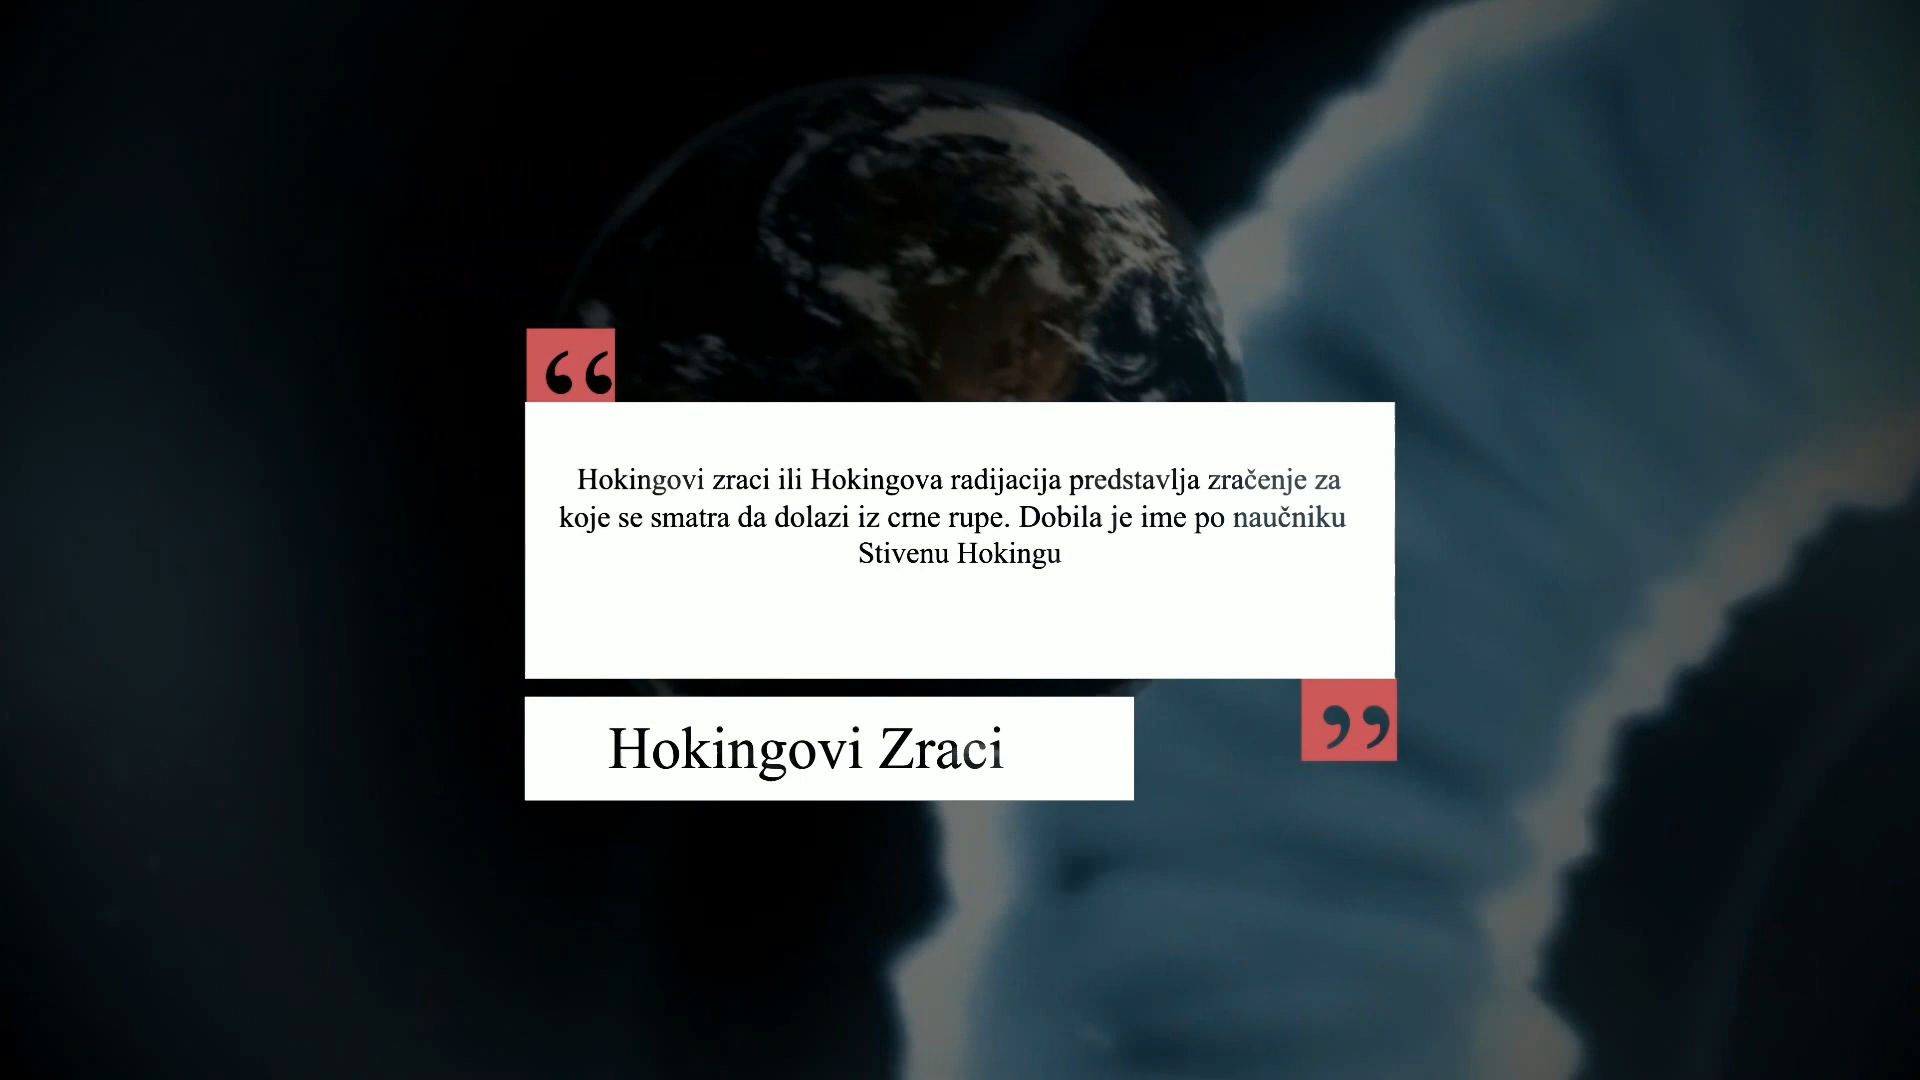 “
Hokingovi zraci ili Hokingova radijacija predstavlja zračenje za
koje se smatra da dolazi iz crne rupe. Dobila je ime po naučniku
Stivenu Hokingu
”
Hokingovi Zraci